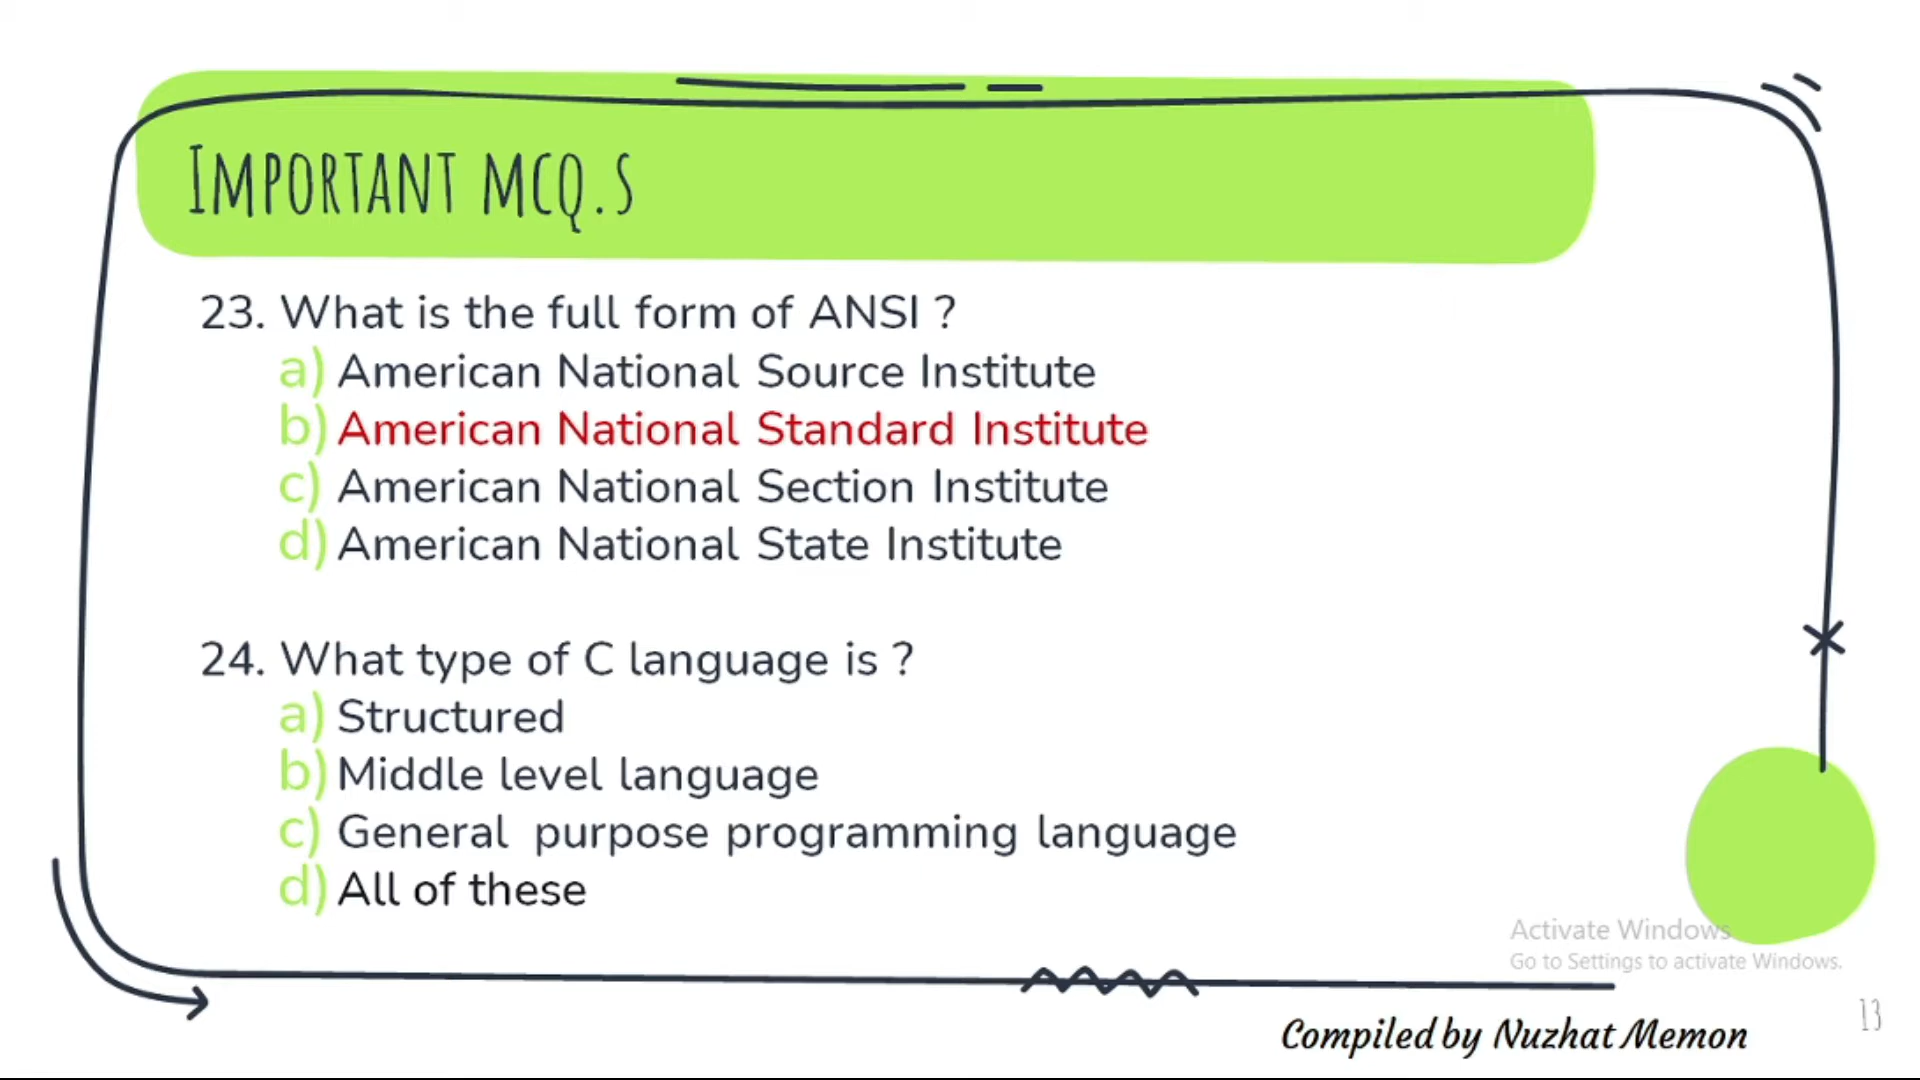 Important mcq.s
23. What is the full form of ANSI ?
a) American National Source Institute
b) American National Standard Institute
c) American National Section Institute
d) American National State Institute
24. What type of C language is ?
a) Structured
b) Middle level language
c) General purpose programming language
d) All of these
Activate Windows
Go to Settings to activate Windows.
13
Compiled by Nuzhat Memon